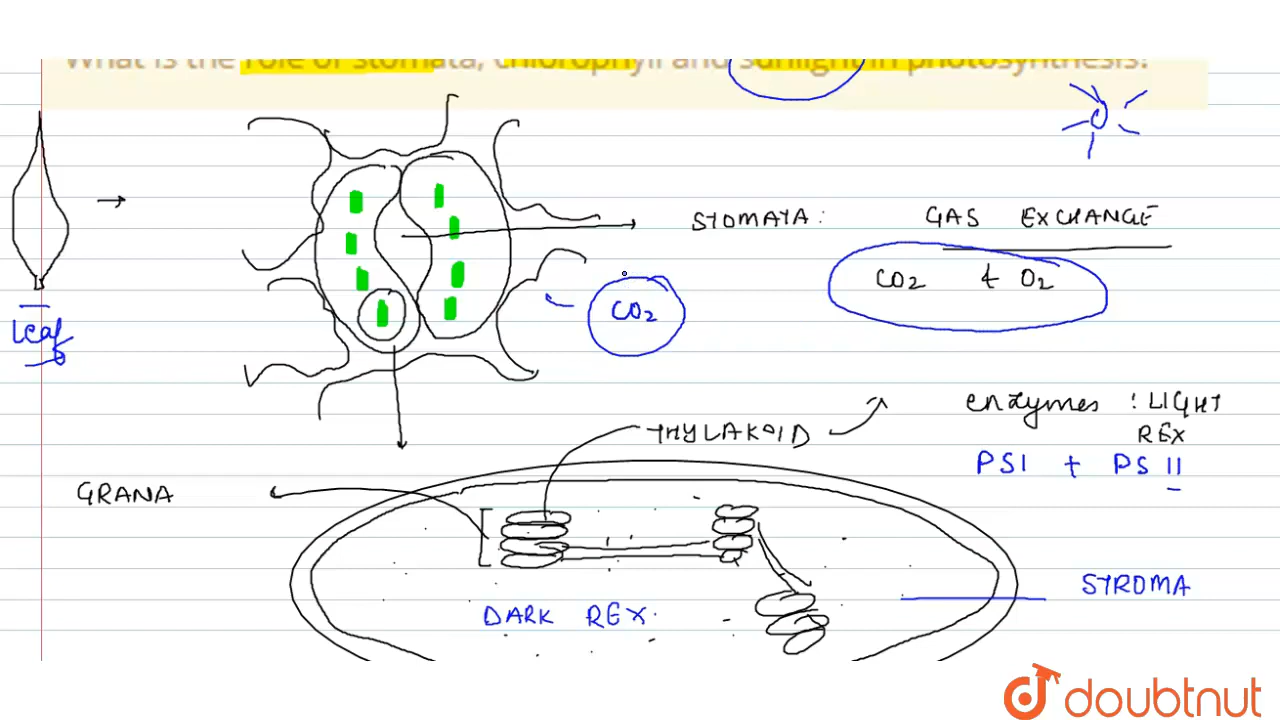 What is the role of stomata, chlorophyll and sunlight in photosynthesis?
STOMATA : GAS EXCHANGE
CO2 & O2
CO2
leaf
enzymes : LIGHT
REX
THYLAKOID
PSI + PS II
GRANA
STROMA
DARK REX.
doubtnut